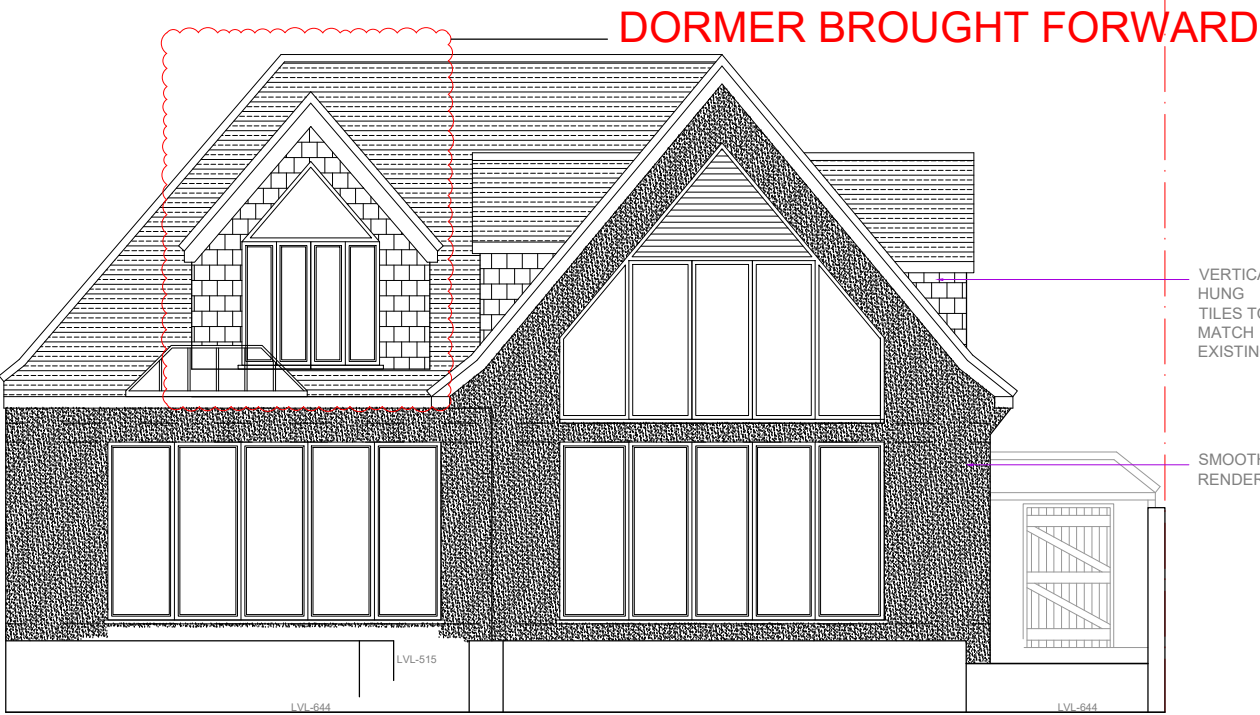 DORMER BROUGHT FORWARD
VERTICA
HUNG
TILES TO
MATCH
EXISTIN
SMOOTH
RENDER
LVL-515
LVL-644
LVL-644